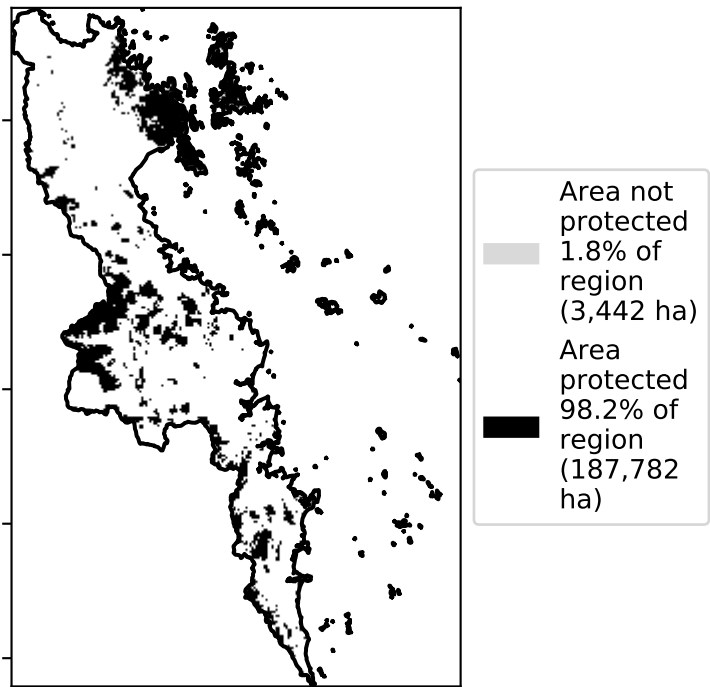 Area not
protected
1.8% of
region
(3,442 ha)
Area
protected
98.2% of
region
(187,782
ha)